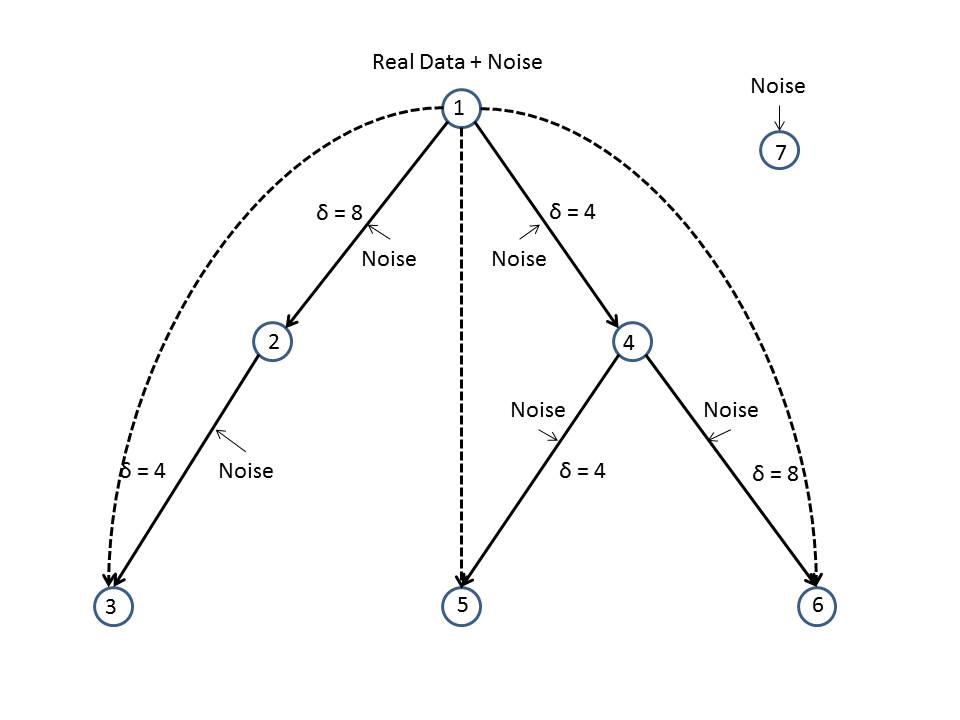 Real Data + Noise
Noise
1
7
δ = 8
δ = 4
Noise
Noise
2
4
Noise
Noise
δ = 4
Noise
δ = 4
δ = 8
3
5
6